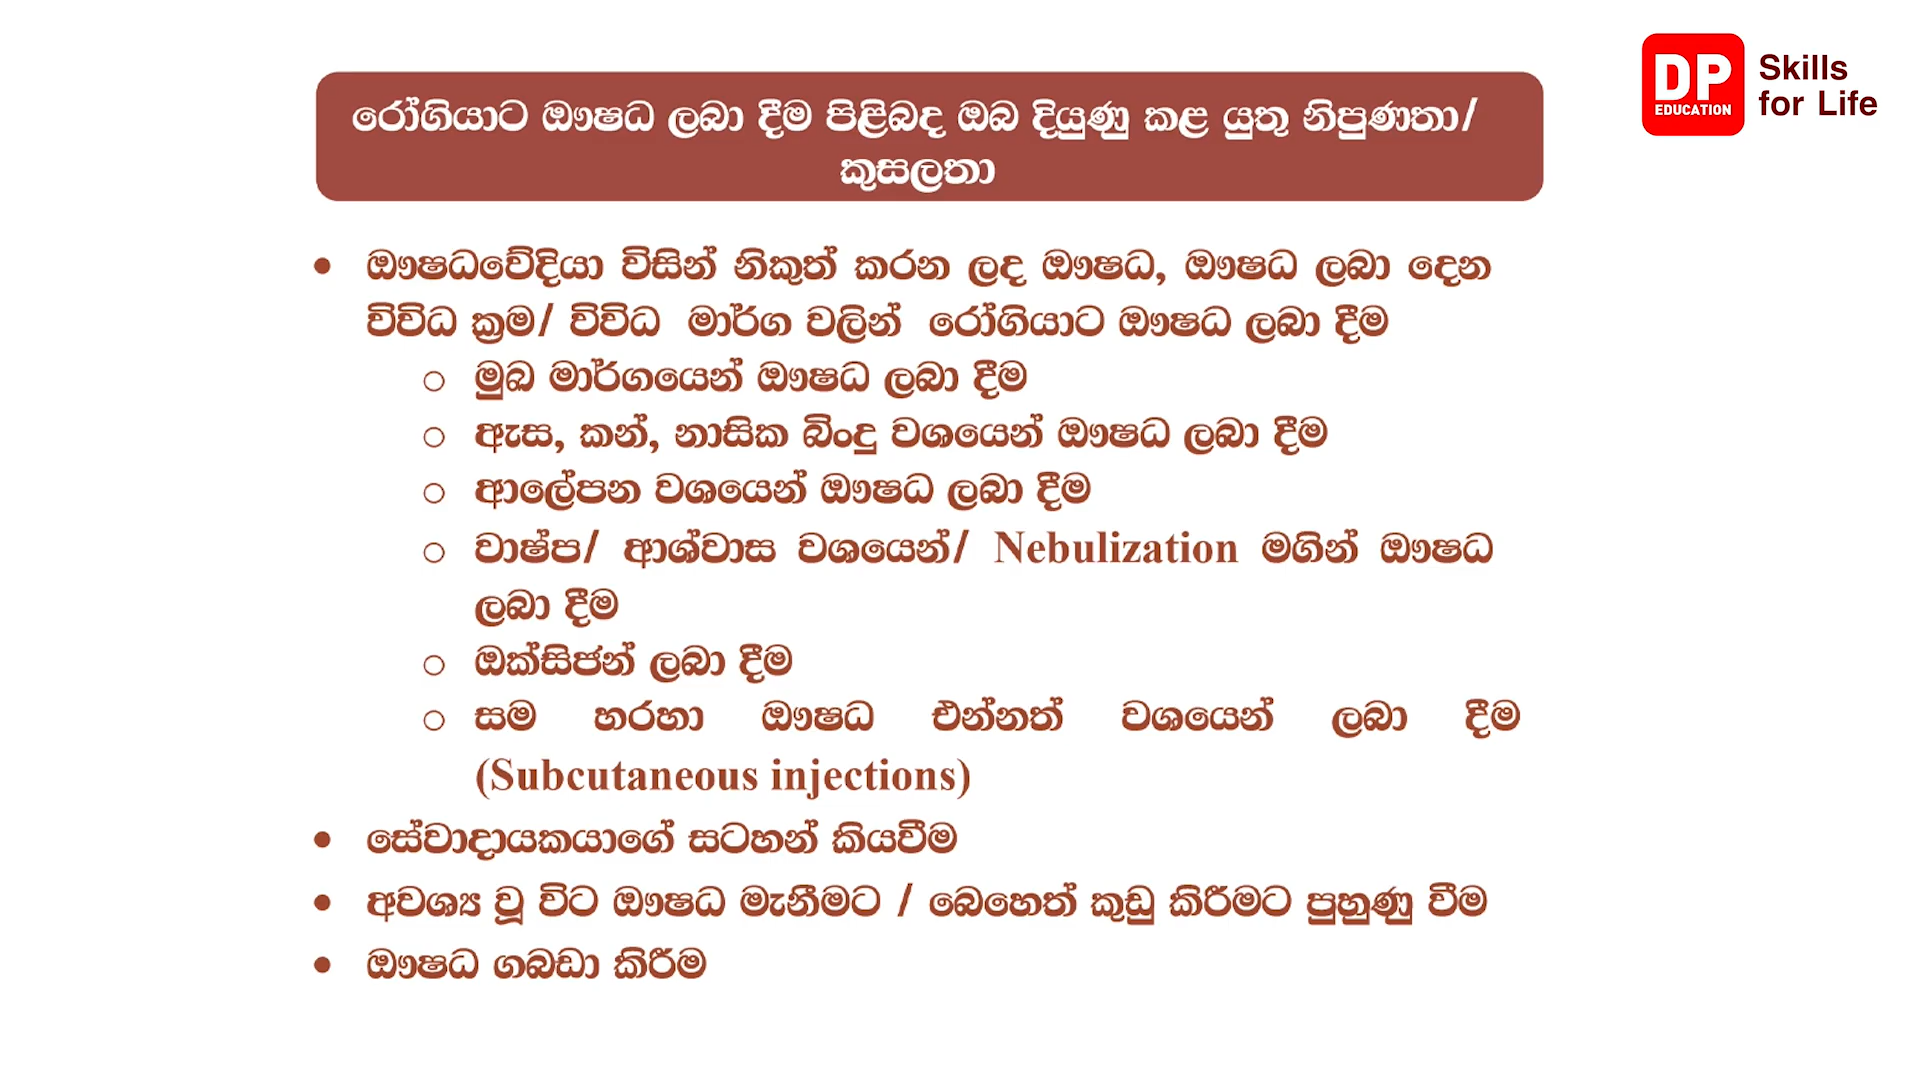 DP
EDUCATION
Skills
for Life
රෝගියාට ඖෂධ ලබා දීම පිළිබද ඔබ දියුණු කළ යුතු නිපුණතා/
කුසලතා
• ඖෂධවේදියා විසින් නිකුත් කරන ලද ඖෂධ, ඖෂධ ලබා දෙන
විවිධ ක්‍රම/ විවිධ මාර්ග වලින් රෝගියාට ඖෂධ ලබා දීම
○ මුඛ මාර්ගයෙන් ඖෂධ ලබා දීම
○ ඇස, කන්, නාසික බිංදු වශයෙන් ඖෂධ ලබා දීම
○ ආලේපන වශයෙන් ඖෂධ ලබා දීම
○ වාෂ්ප/ ආශ්වාස වශයෙන්/ Nebulization මගින් ඖෂධ
ලබා දීම
○ ඔක්සිජන් ලබා දීම
○ සම හරහා ඖෂධ එන්නත් වශයෙන් ලබා දීම
(Subcutaneous injections)
• සේවාදායකයාගේ සටහන් කියවීම
• අවශ්‍ය වූ විට ඖෂධ මැනීමට / බෙහෙත් කුඩු කිරීමට පුහුණු වීම
• ඖෂධ ගබඩා කිරීම